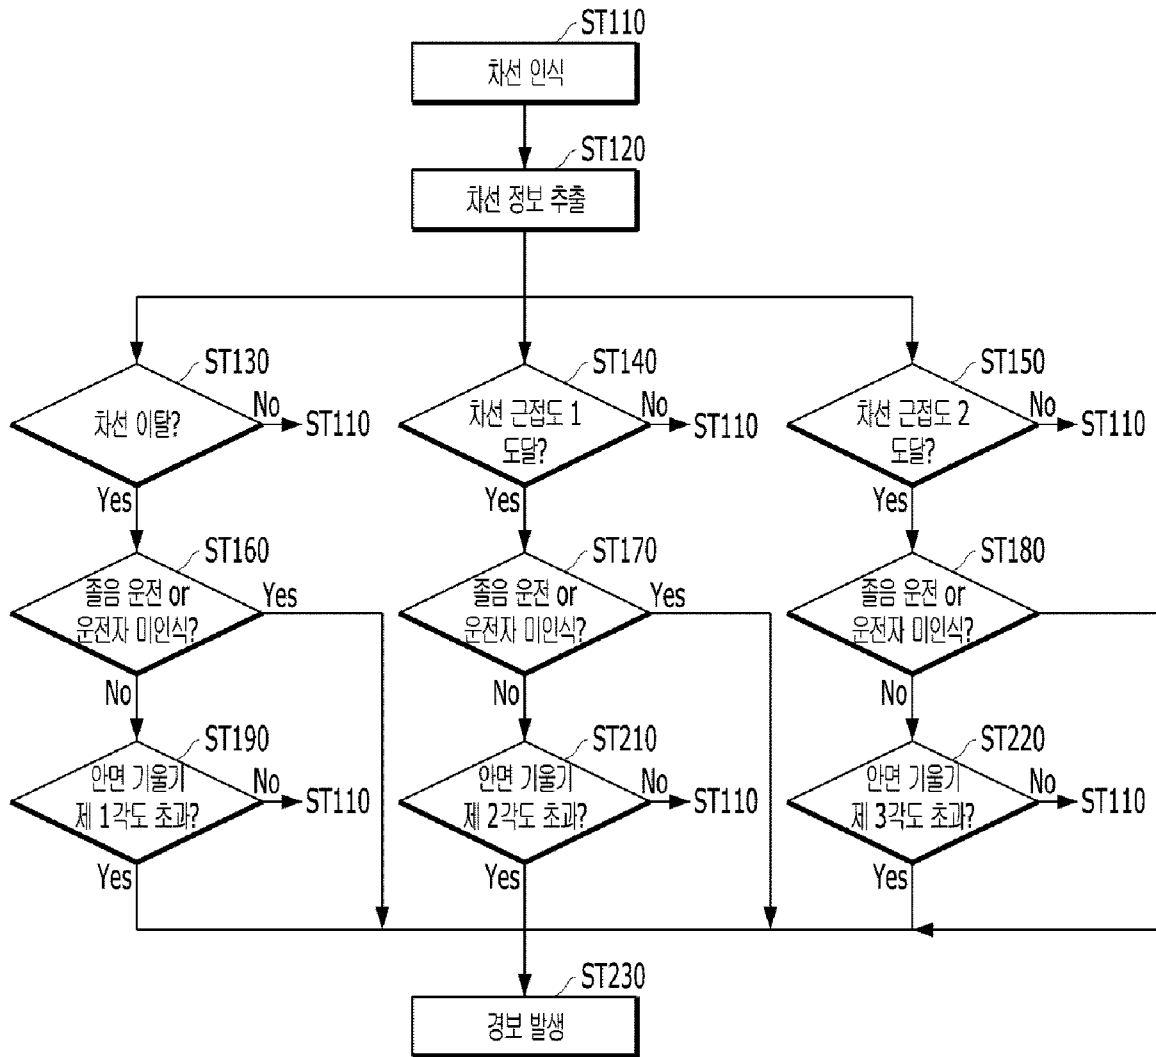 ST110
차선 인식
ST120
차선 정보 추출
ST130
차선 이탈?
No
ST110
Yes
ST140
차선 근접도 1
도달?
No
ST110
Yes
ST150
차선 근접도 2
도달?
No
ST110
Yes
ST160
졸음 운전 or
운전자 미인식?
Yes
No
ST170
졸음 운전 or
운전자 미인식?
Yes
No
ST180
졸음 운전 or
운전자 미인식?
No
ST190
안면 기울기
제 1각도 초과?
No
ST110
Yes
ST210
안면 기울기
제 2각도 초과?
No
ST110
Yes
ST220
안면 기울기
제 3각도 초과?
No
ST110
Yes
ST230
경보 발생